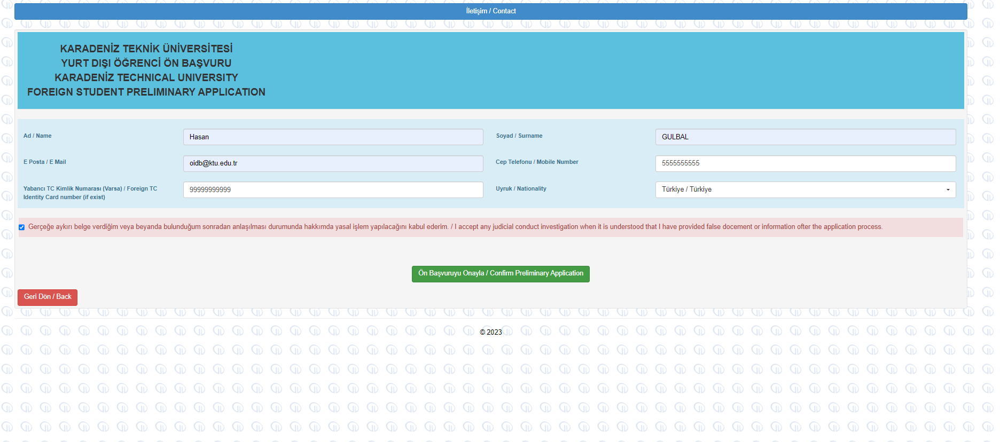 İletişim / Contact
KARADENİZ TEKNİK ÜNİVERSİTESİ
YURT DIŞI ÖĞRENCİ ÖN BAŞVURU
KARADENİZ TECHNICAL UNIVERSITY
FOREIGN STUDENT PRELIMINARY APPLICATION
Ad / Name
Hasan
Soyad / Surname
GULBAL
E Posta / E Mail
oidb@ktu.edu.tr
Cep Telefonu / Mobile Number
5555555555
Yabancı TC Kimlik Numarası (Varsa) / Foreign TC
Identity Card number (if exist)
99999999999
Uyruk / Nationality
Türkiye / Türkiye
Gerçeğe aykırı belge verdiğim veya beyanda bulunduğum sonradan anlaşılması durumunda hakkımda yasal işlem yapılacağını kabul ederim. / I accept any judicial conduct investigation when it is understood that I have provided false docement or information ofter the application process.
Ön Başvuruyu Onayla / Confirm Preliminary Application
Geri Dön / Back
© 2023